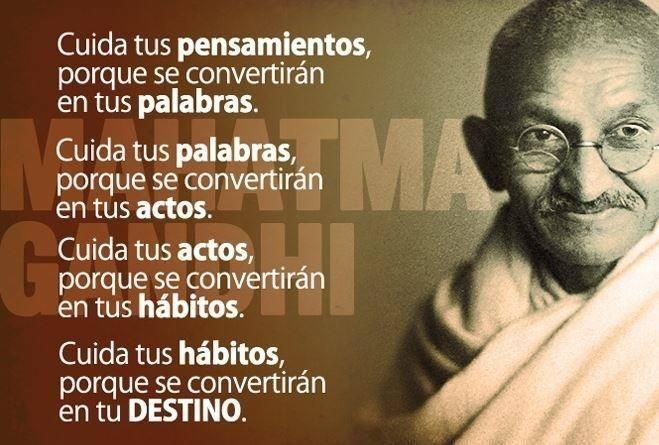 Cuida tus pensamientos,
porque se convertirán
en tus palabras.
Cuida tus palabras,
porque se convertirán
en tus actos.
Cuida tus actos,
porque se convertirán
en tus hábitos.
Cuida tus hábitos,
porque se convertirán
en tu DESTINO.
MAHATMA
GANDHI